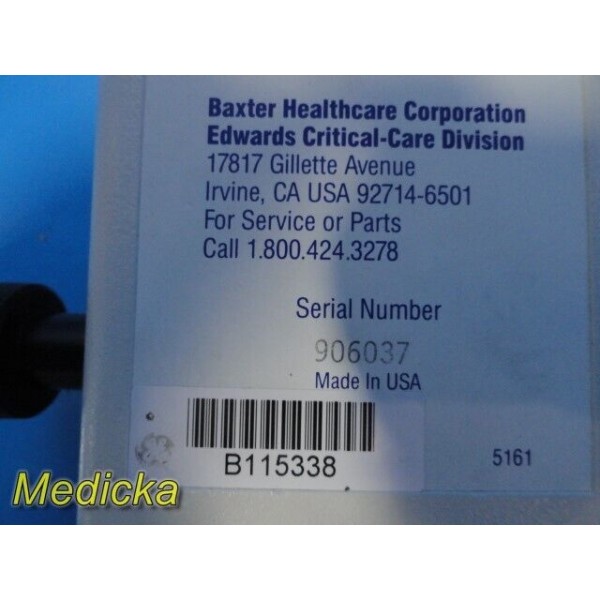 Baxter Healthcare Corporation
Edwards Critical-Care Division
17817 Gillette Avenue
Irvine, CA USA 92714-6501
For Service or Parts
Call 1.800.424.3278
Serial Number
906037
Made In USA
B115338
5161
Medicka